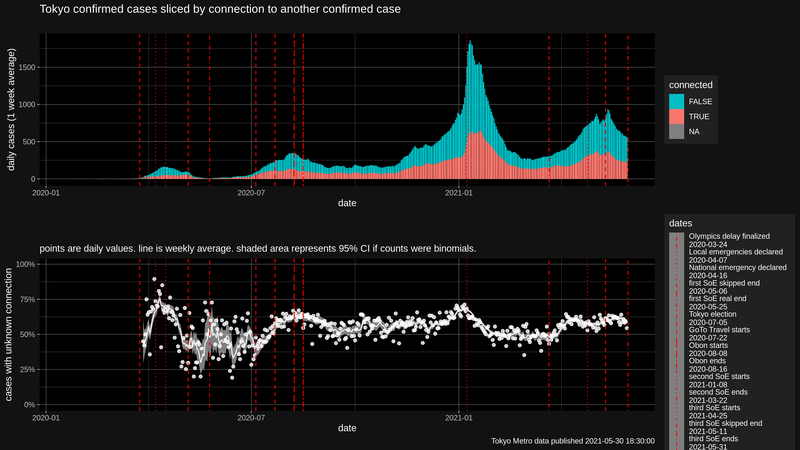 Tokyo confirmed cases sliced by connection to another confirmed case
daily cases (1 week average)
1500
1000
500
0
2020-01
2020-07
2021-01
date
connected
FALSE
TRUE
NA
points are daily values. line is weekly average. shaded area represents 95% CI if counts were binomials.
cases with unknown connection
100%
75%
50%
25%
0%
2020-01
2020-07
2021-01
date
Tokyo Metro data published 2021-05-30 18:30:00
dates
Olympics delay finalized
2020-03-24
Local emergencies declared
2020-04-07
National emergency declared
2020-04-16
first SoE skipped end
2020-05-06
first SoE real end
2020-05-25
Tokyo election
2020-07-05
GoTo Travel starts
2020-07-22
Obon starts
2020-08-08
Obon ends
2020-08-16
second SoE starts
2021-01-08
second SoE ends
2021-03-22
third SoE starts
2021-04-25
third SoE skipped end
2021-05-11
third SoE ends
2021-05-31